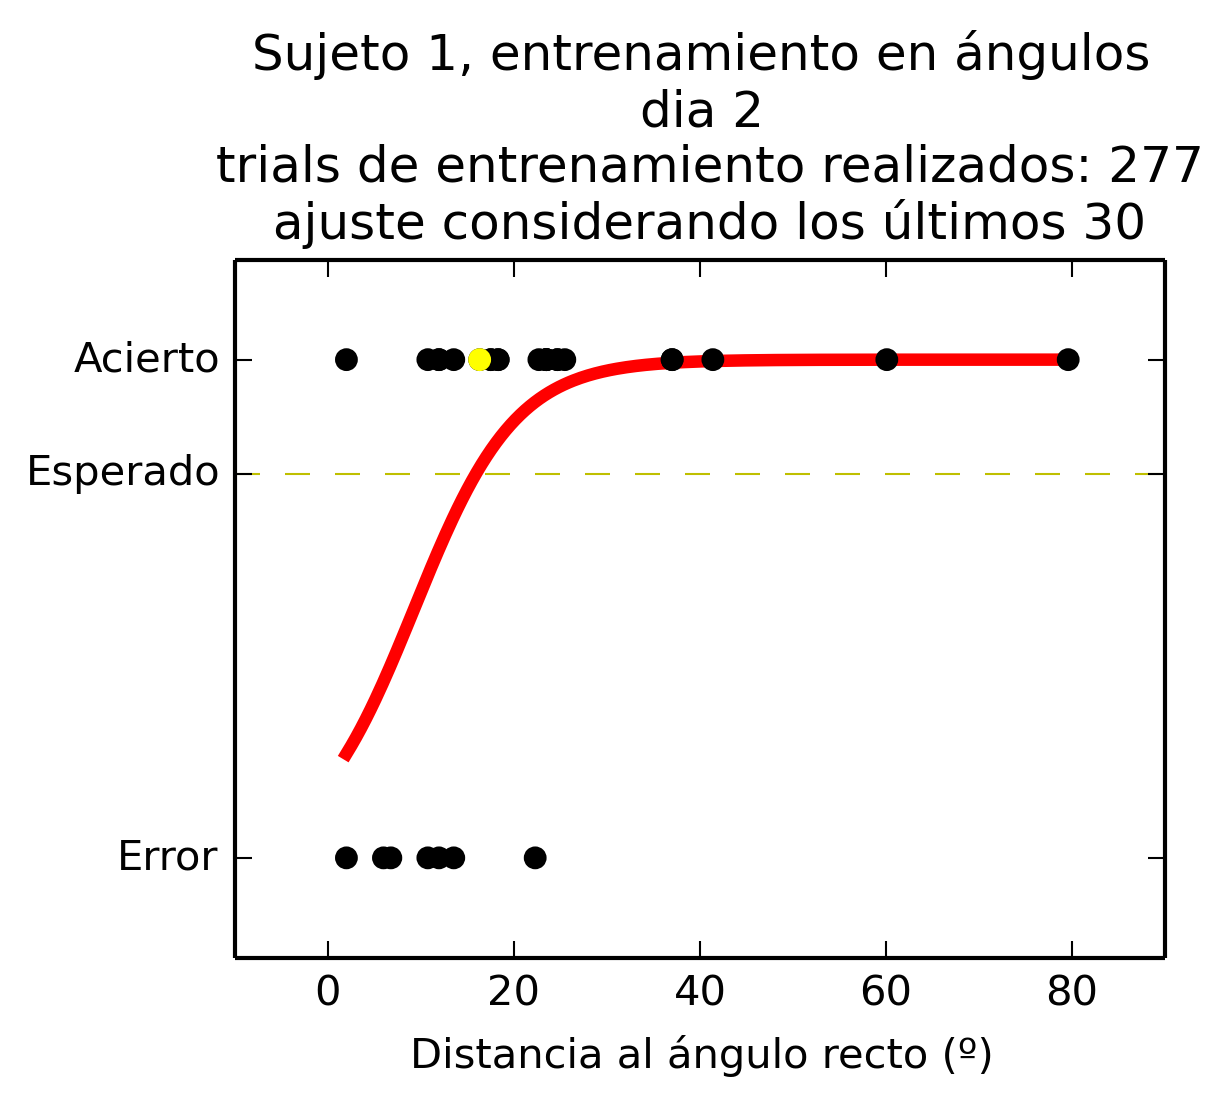 Sujeto 1, entrenamiento en ángulos
dia 2
trials de entrenamiento realizados: 277
ajuste considerando los últimos 30
Acierto
Esperado
Error
0 20 40 60 80
Distancia al ángulo recto (º)